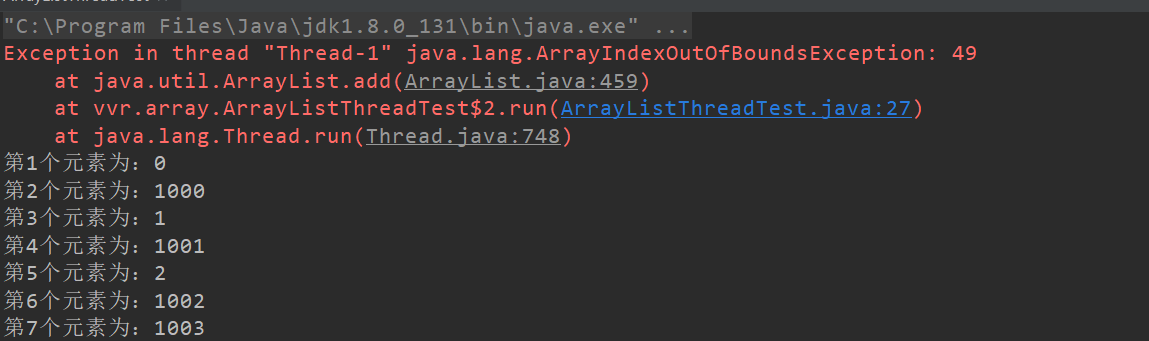 "C:\Program Files\Java\jdk1.8.0_131\bin\java.exe" ...
Exception in thread "Thread-1" java.lang.ArrayIndexOutOfBoundsException: 49
    at java.util.ArrayList.add(ArrayList.java:459)
    at vvr.array.ArrayListThreadTest$2.run(ArrayListThreadTest.java:27)
    at java.lang.Thread.run(Thread.java:748)
第1个元素为：0
第2个元素为：1000
第3个元素为：1
第4个元素为：1001
第5个元素为：2
第6个元素为：1002
第7个元素为：1003